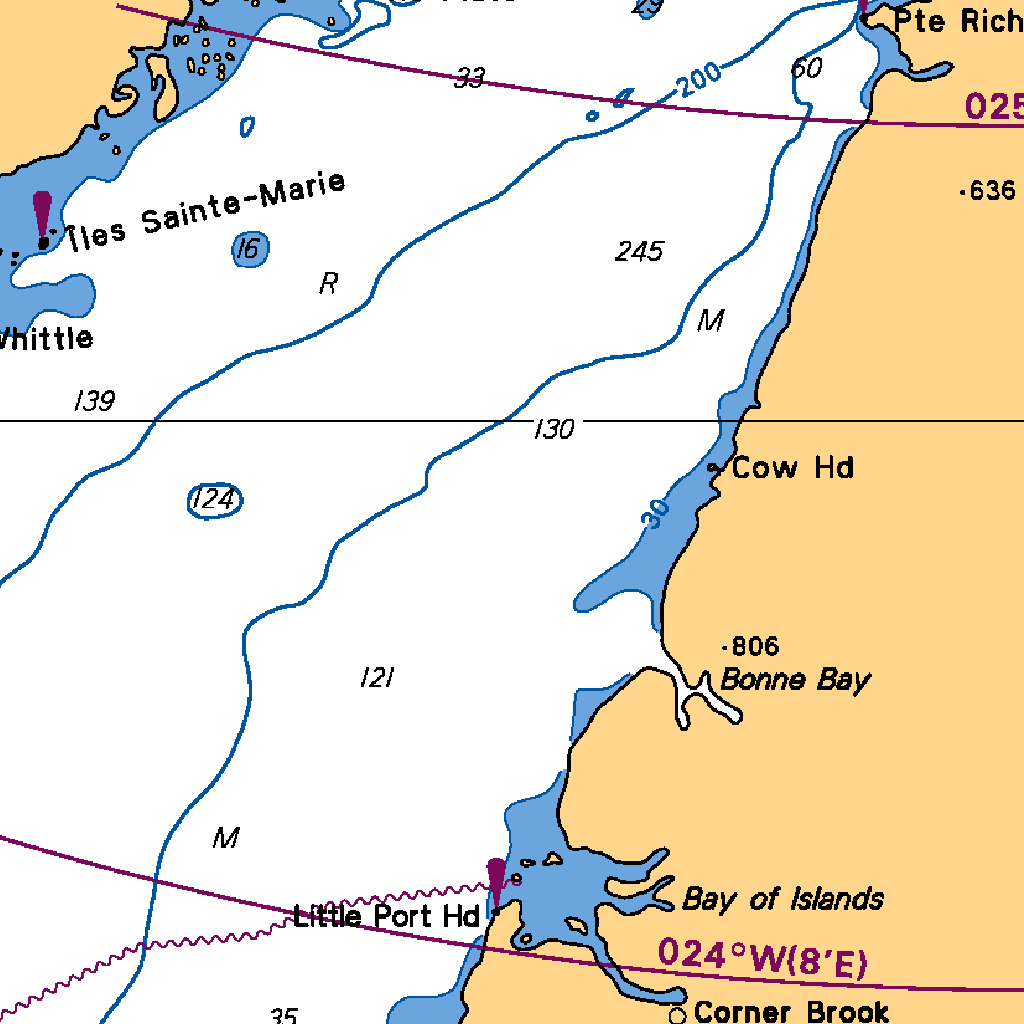 29
Pte Rich
33
200
60
025
·636
Îles Sainte-Marie
16
245
R
M
Whittle
139
130
Cow Hd
124
30
·806
121
Bonne Bay
M
Bay of Islands
Little Port Hd
024°W(8'E)
35
Corner Brook